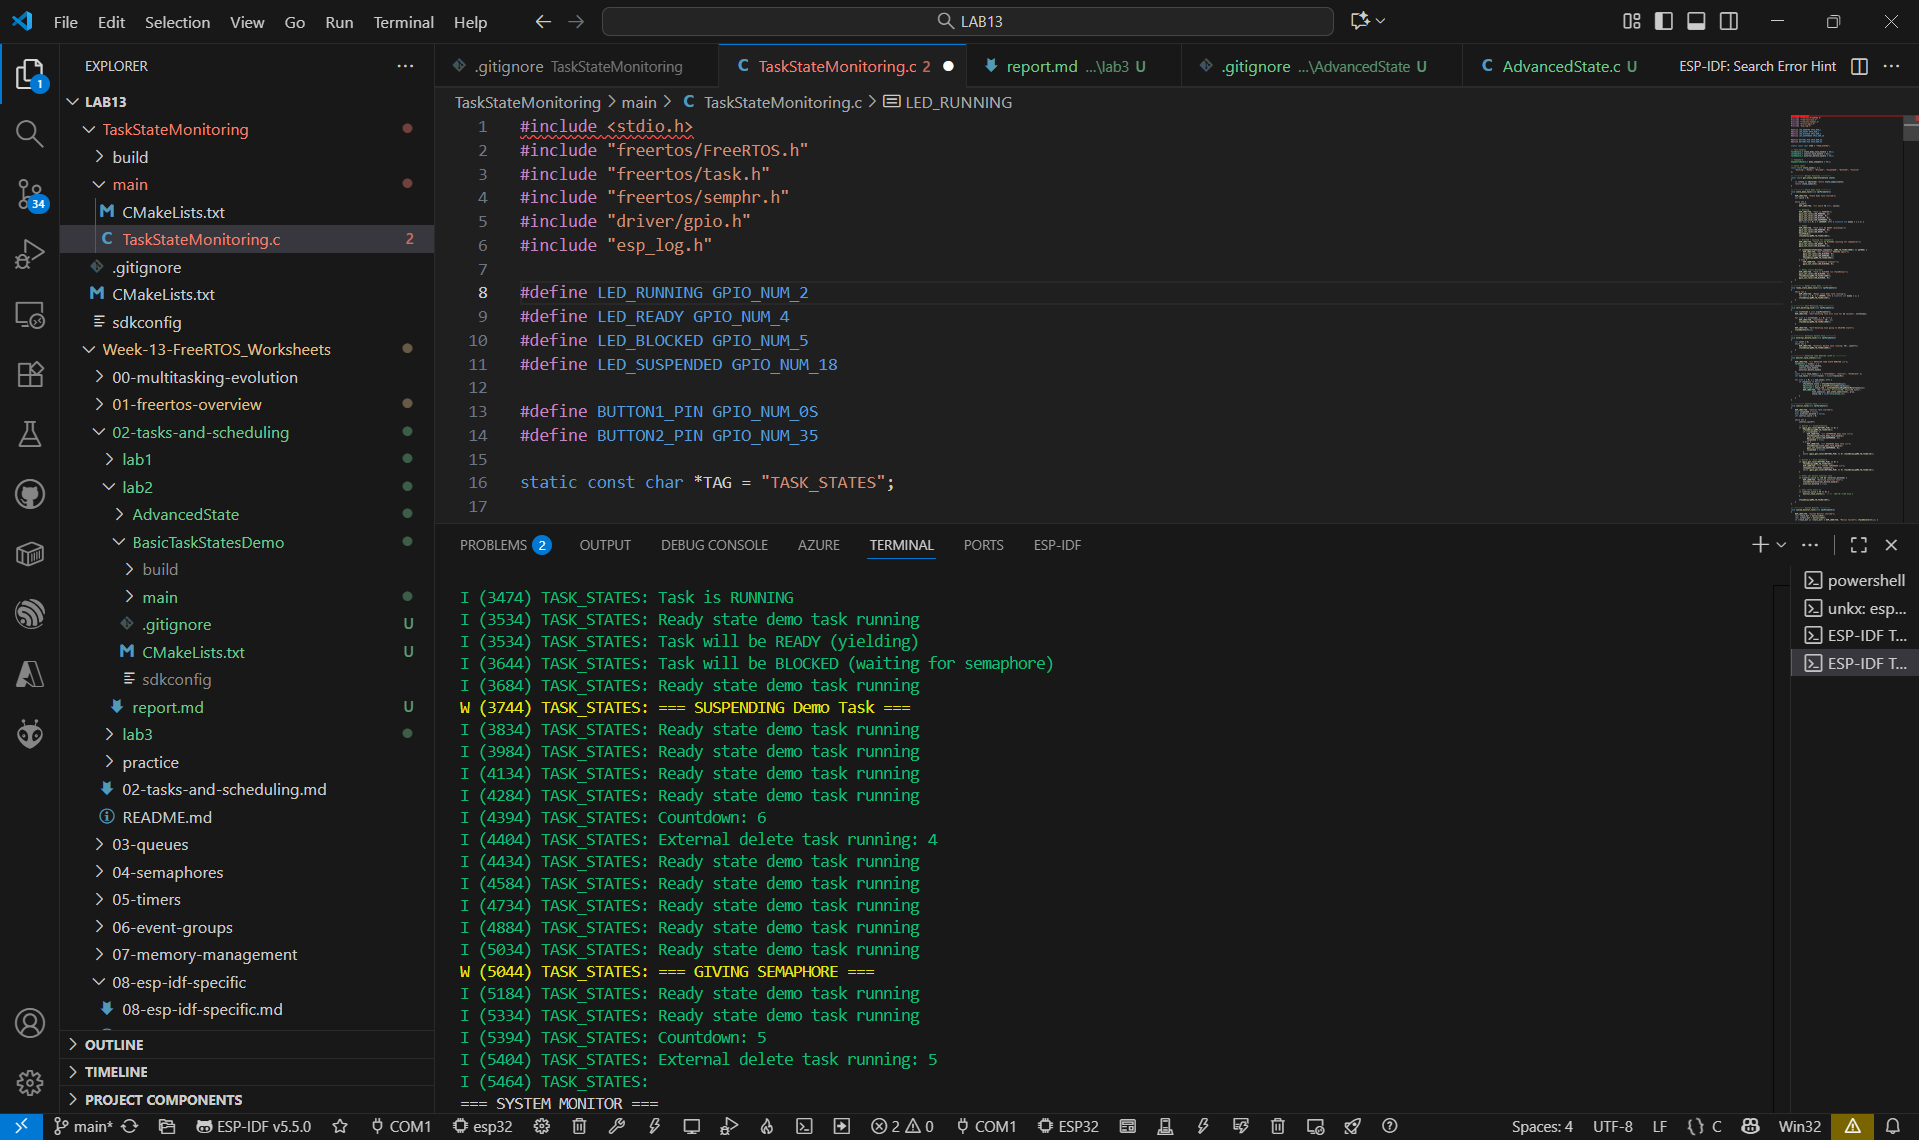 File Edit Selection View Go Run Terminal Help
LAB13
EXPLORER
LAB13
TaskStateMonitoring
build
main
CMakeLists.txt
TaskStateMonitoring.c 2
.gitignore
CMakeLists.txt
sdkconfig
Week-13-FreeRTOS_Worksheets
00-multitasking-evolution
01-freertos-overview
02-tasks-and-scheduling
lab1
lab2
AdvancedState
BasicTaskStatesDemo
build
main
.gitignore U
CMakeLists.txt U
sdkconfig
report.md U
lab3
practice
02-tasks-and-scheduling.md
README.md
03-queues
04-semaphores
05-timers
06-event-groups
07-memory-management
08-esp-idf-specific
08-esp-idf-specific.md
OUTLINE
TIMELINE
PROJECT COMPONENTS
1
34
.gitignore TaskStateMonitoring
TaskStateMonitoring.c 2
report.md ...\lab3 U
.gitignore ...\AdvancedState U
AdvancedState.c U
ESP-IDF: Search Error Hint
TaskStateMonitoring > main > C TaskStateMonitoring.c > LED_RUNNING
1 #include <stdio.h>
2 #include "freertos/FreeRTOS.h"
3 #include "freertos/task.h"
4 #include "freertos/semphr.h"
5 #include "driver/gpio.h"
6 #include "esp_log.h"
7
8 #define LED_RUNNING GPIO_NUM_2
9 #define LED_READY GPIO_NUM_4
10 #define LED_BLOCKED GPIO_NUM_5
11 #define LED_SUSPENDED GPIO_NUM_18
12
13 #define BUTTON1_PIN GPIO_NUM_0S
14 #define BUTTON2_PIN GPIO_NUM_35
15
16 static const char *TAG = "TASK_STATES";
17
PROBLEMS 2 OUTPUT DEBUG CONSOLE AZURE TERMINAL PORTS ESP-IDF
I (3474) TASK_STATES: Task is RUNNING
I (3534) TASK_STATES: Ready state demo task running
I (3534) TASK_STATES: Task will be READY (yielding)
I (3644) TASK_STATES: Task will be BLOCKED (waiting for semaphore)
I (3684) TASK_STATES: Ready state demo task running
W (3744) TASK_STATES: === SUSPENDING Demo Task ===
I (3834) TASK_STATES: Ready state demo task running
I (3984) TASK_STATES: Ready state demo task running
I (4134) TASK_STATES: Ready state demo task running
I (4284) TASK_STATES: Ready state demo task running
I (4394) TASK_STATES: Countdown: 6
I (4404) TASK_STATES: External delete task running: 4
I (4434) TASK_STATES: Ready state demo task running
I (4584) TASK_STATES: Ready state demo task running
I (4734) TASK_STATES: Ready state demo task running
I (4884) TASK_STATES: Ready state demo task running
I (5034) TASK_STATES: Ready state demo task running
W (5044) TASK_STATES: === GIVING SEMAPHORE ===
I (5184) TASK_STATES: Ready state demo task running
I (5334) TASK_STATES: Ready state demo task running
I (5394) TASK_STATES: Countdown: 5
I (5404) TASK_STATES: External delete task running: 5
I (5464) TASK_STATES:
=== SYSTEM MONITOR ===
powershell
unkx: esp...
ESP-IDF T...
ESP-IDF T...
main* ESP-IDF v5.5.0 COM1 esp32 2 0 COM1 ESP32 Spaces: 4 UTF-8 LF {} C Win32